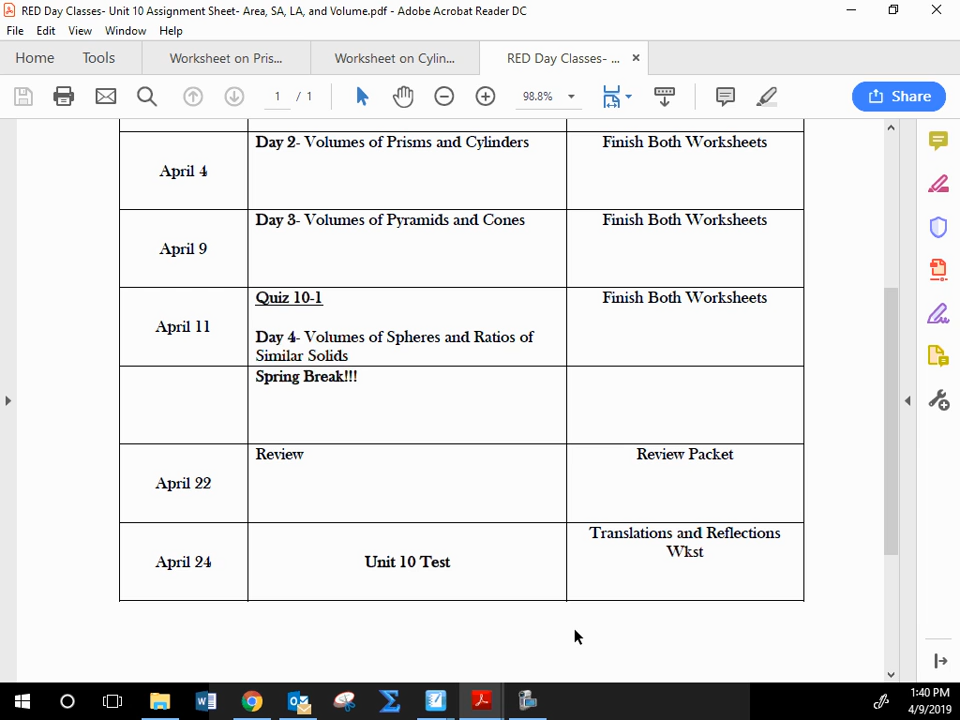 RED Day Classes- Unit 10 Assignment Sheet- Area, SA, LA, and Volume.pdf - Adobe Acrobat Reader DC
File Edit View Window Help
Home Tools Worksheet on Pris... Worksheet on Cylin... RED Day Classes- ...
1 / 1 98.8% Share
Day 2- Volumes of Prisms and Cylinders
Finish Both Worksheets
April 4
Day 3- Volumes of Pyramids and Cones
Finish Both Worksheets
April 9
Quiz 10-1
Finish Both Worksheets
April 11
Day 4- Volumes of Spheres and Ratios of
Similar Solids
Spring Break!!!
Review
Review Packet
April 22
Translations and Reflections
Wkst
April 24
Unit 10 Test
1:40 PM
4/9/2019